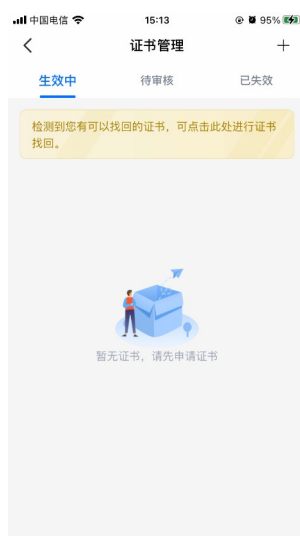 中国电信 15:13 95%
证书管理
生效中 待审核 已失效
检测到您有可以找回的证书，可点击此处进行证书
找回。
暂无证书，请先申请证书